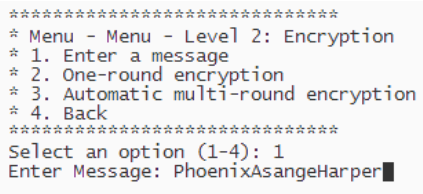 ******************************
* Menu - Menu - Level 2: Encryption
* 1. Enter a message
* 2. One-round encryption
* 3. Automatic multi-round encryption
* 4. Back
******************************
Select an option (1-4): 1
Enter Message: PhoenixAsangeHarper